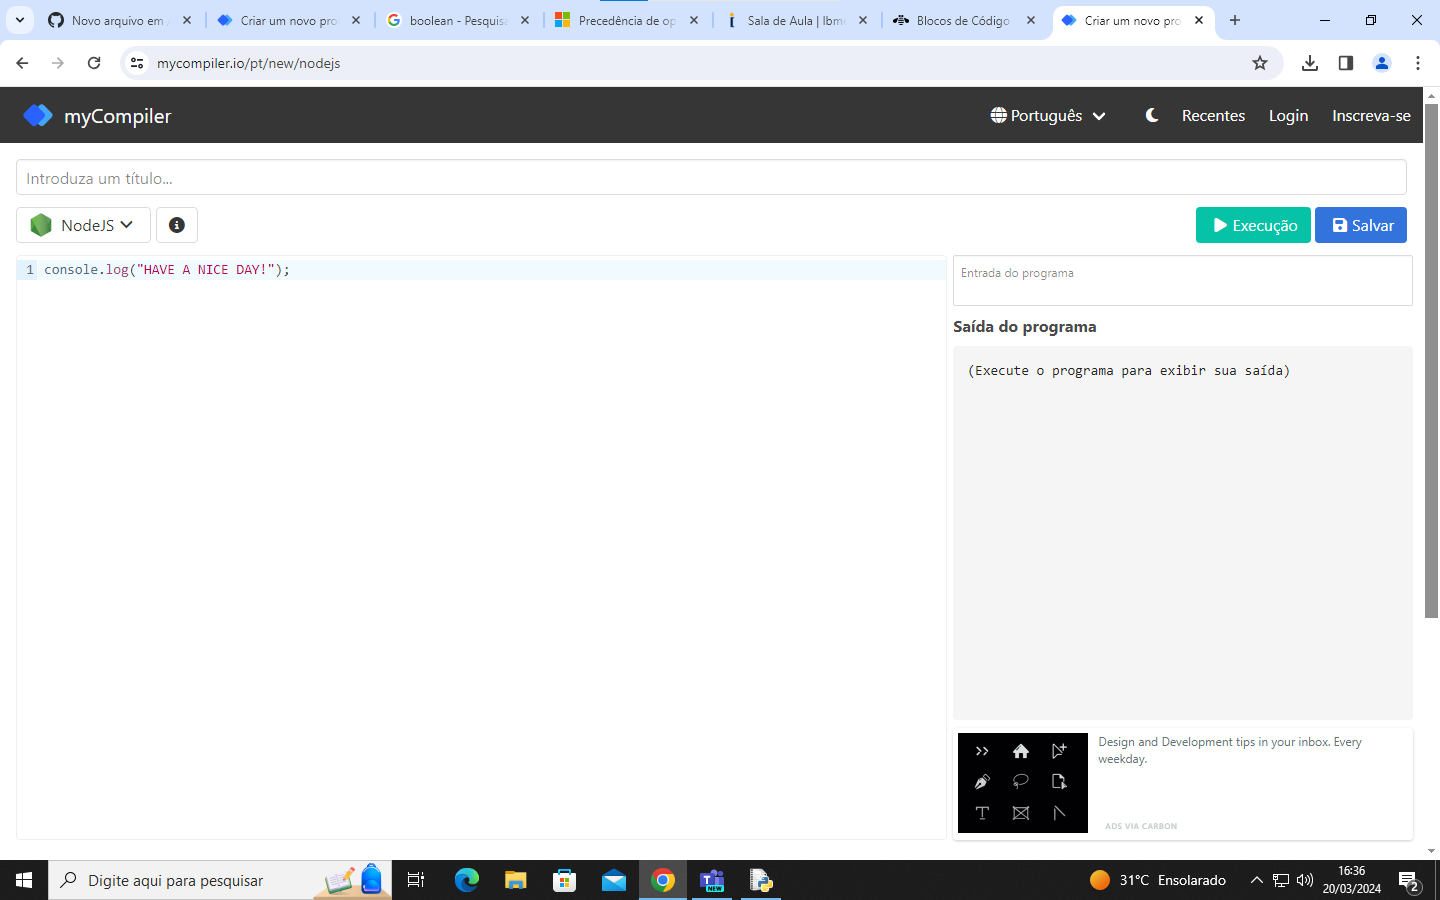 Novo arquivo em
Criar um novo pro
boolean - Pesquisa
Precedência de op
Sala de Aula | Ibme
Blocos de Código
Criar um novo pro
mycompiler.io/pt/new/nodejs
myCompiler
Português
Recentes
Login
Inscreva-se
Introduza um título...
NodeJS
Execução
Salvar
1 console.log("HAVE A NICE DAY!");
Entrada do programa
Saída do programa
(Execute o programa para exibir sua saída)
Design and Development tips in your inbox. Every
weekday.
ADS VIA CARBON
Digite aqui para pesquisar
NEW
31°C Ensolarado
16:36
20/03/2024
2